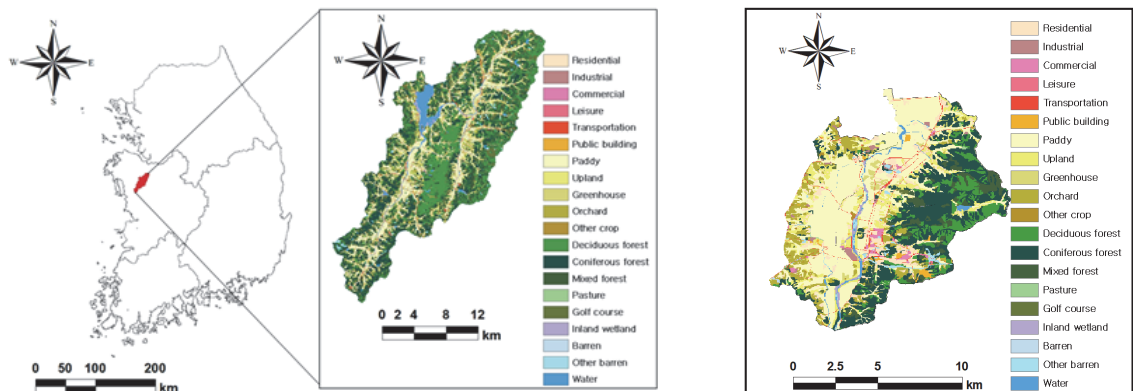 N
W E
S
0 50 100 200
km
N
W E
S
Residential
Industrial
Commercial
Leisure
Transportation
Public building
Paddy
Upland
Greenhouse
Orchard
Other crop
Deciduous forest
Coniferous forest
Mixed forest
Pasture
Golf course
Inland wetland
Barren
Other barren
Water
0 2 4 8 12
km
N
W E
S
Residential
Industrial
Commercial
Leisure
Transportation
Public building
Paddy
Upland
Greenhouse
Orchard
Other crop
Deciduous forest
Coniferous forest
Mixed forest
Pasture
Golf course
Inland wetland
Barren
Other barren
Water
0 2.5 5 10
km